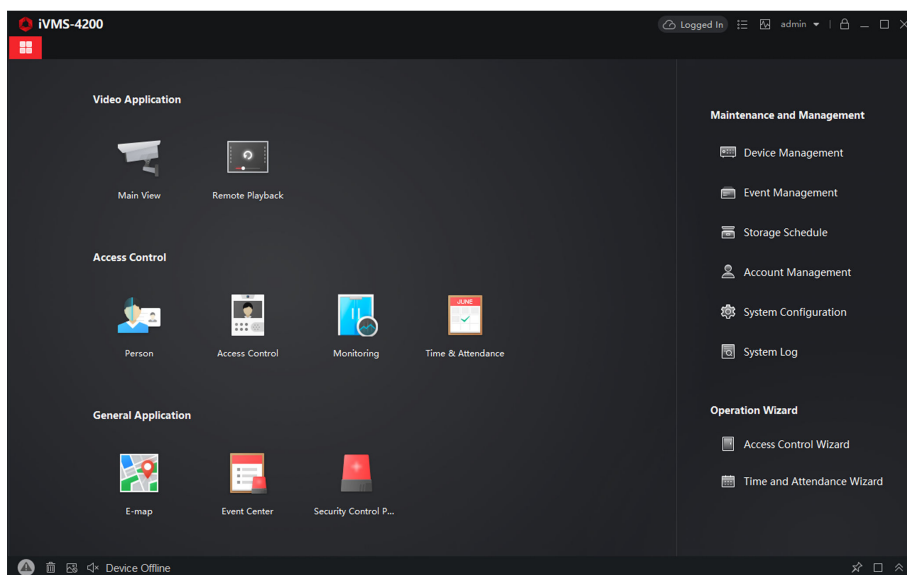 iVMS-4200
Logged In
admin
Video Application
Main View
Remote Playback
Access Control
Person
Access Control
Monitoring
JUNE
Time & Attendance
General Application
E-map
Event Center
Security Control P...
Maintenance and Management
Device Management
Event Management
Storage Schedule
Account Management
System Configuration
System Log
Operation Wizard
Access Control Wizard
Time and Attendance Wizard
Device Offline